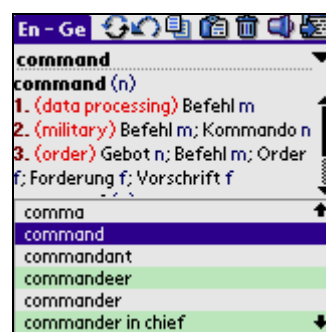 En - Ge
command
command (n)
1. (data processing) Befehl m
2. (military) Befehl m; Kommando n
3. (order) Gebot n; Befehl m; Order
f; Forderung f; Vorschrift f
comma
command
commandant
commandeer
commander
commander in chief